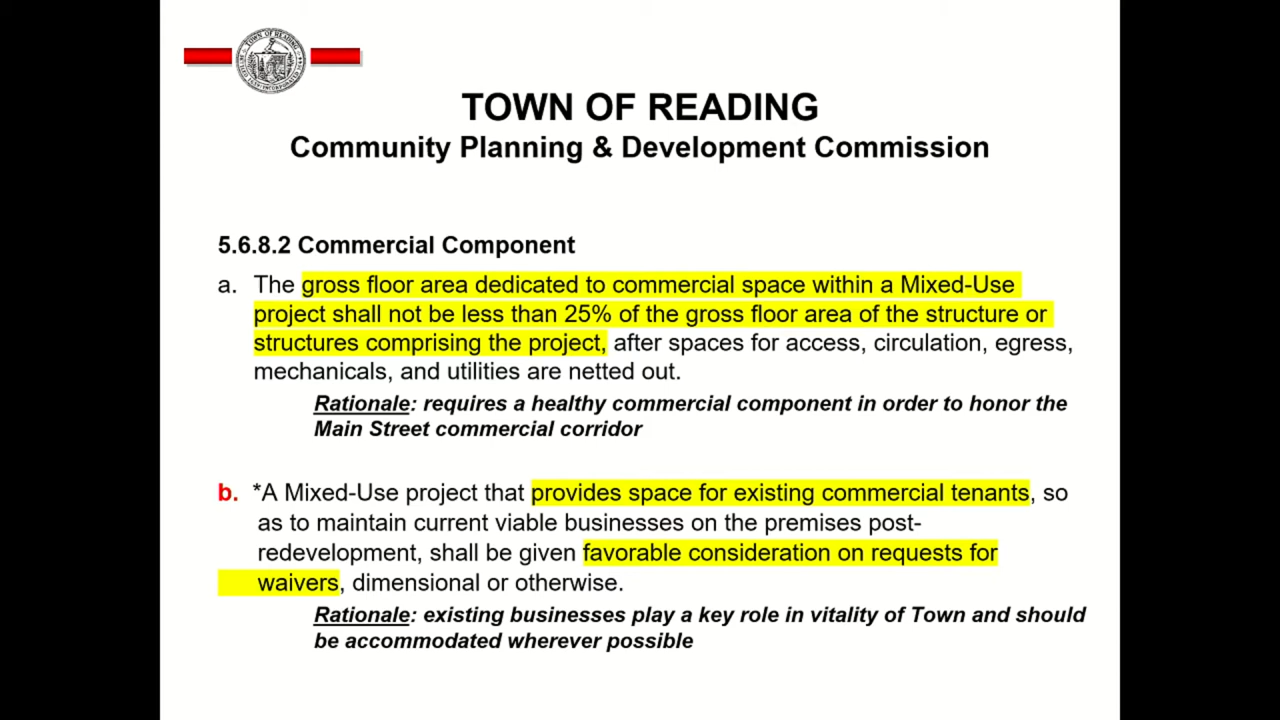 TOWN OF READING
TOWN OF READING
Community Planning & Development Commission
5.6.8.2 Commercial Component
a. The gross floor area dedicated to commercial space within a Mixed-Use
project shall not be less than 25% of the gross floor area of the structure or
structures comprising the project, after spaces for access, circulation, egress,
mechanicals, and utilities are netted out.
Rationale: requires a healthy commercial component in order to honor the
Main Street commercial corridor
b. *A Mixed-Use project that provides space for existing commercial tenants, so
as to maintain current viable businesses on the premises post-
redevelopment, shall be given favorable consideration on requests for
waivers, dimensional or otherwise.
Rationale: existing businesses play a key role in vitality of Town and should
be accommodated wherever possible